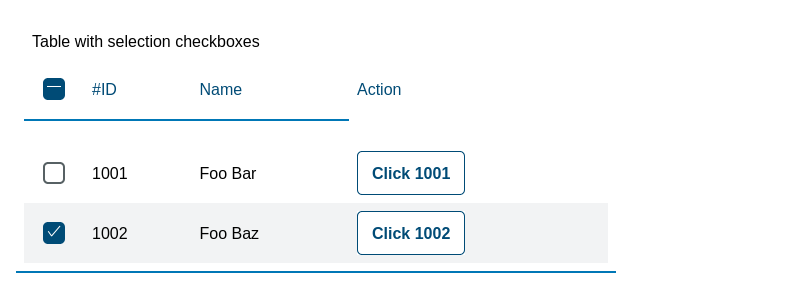 Table with selection checkboxes
#ID Name Action
1001 Foo Bar Click 1001
1002 Foo Baz Click 1002